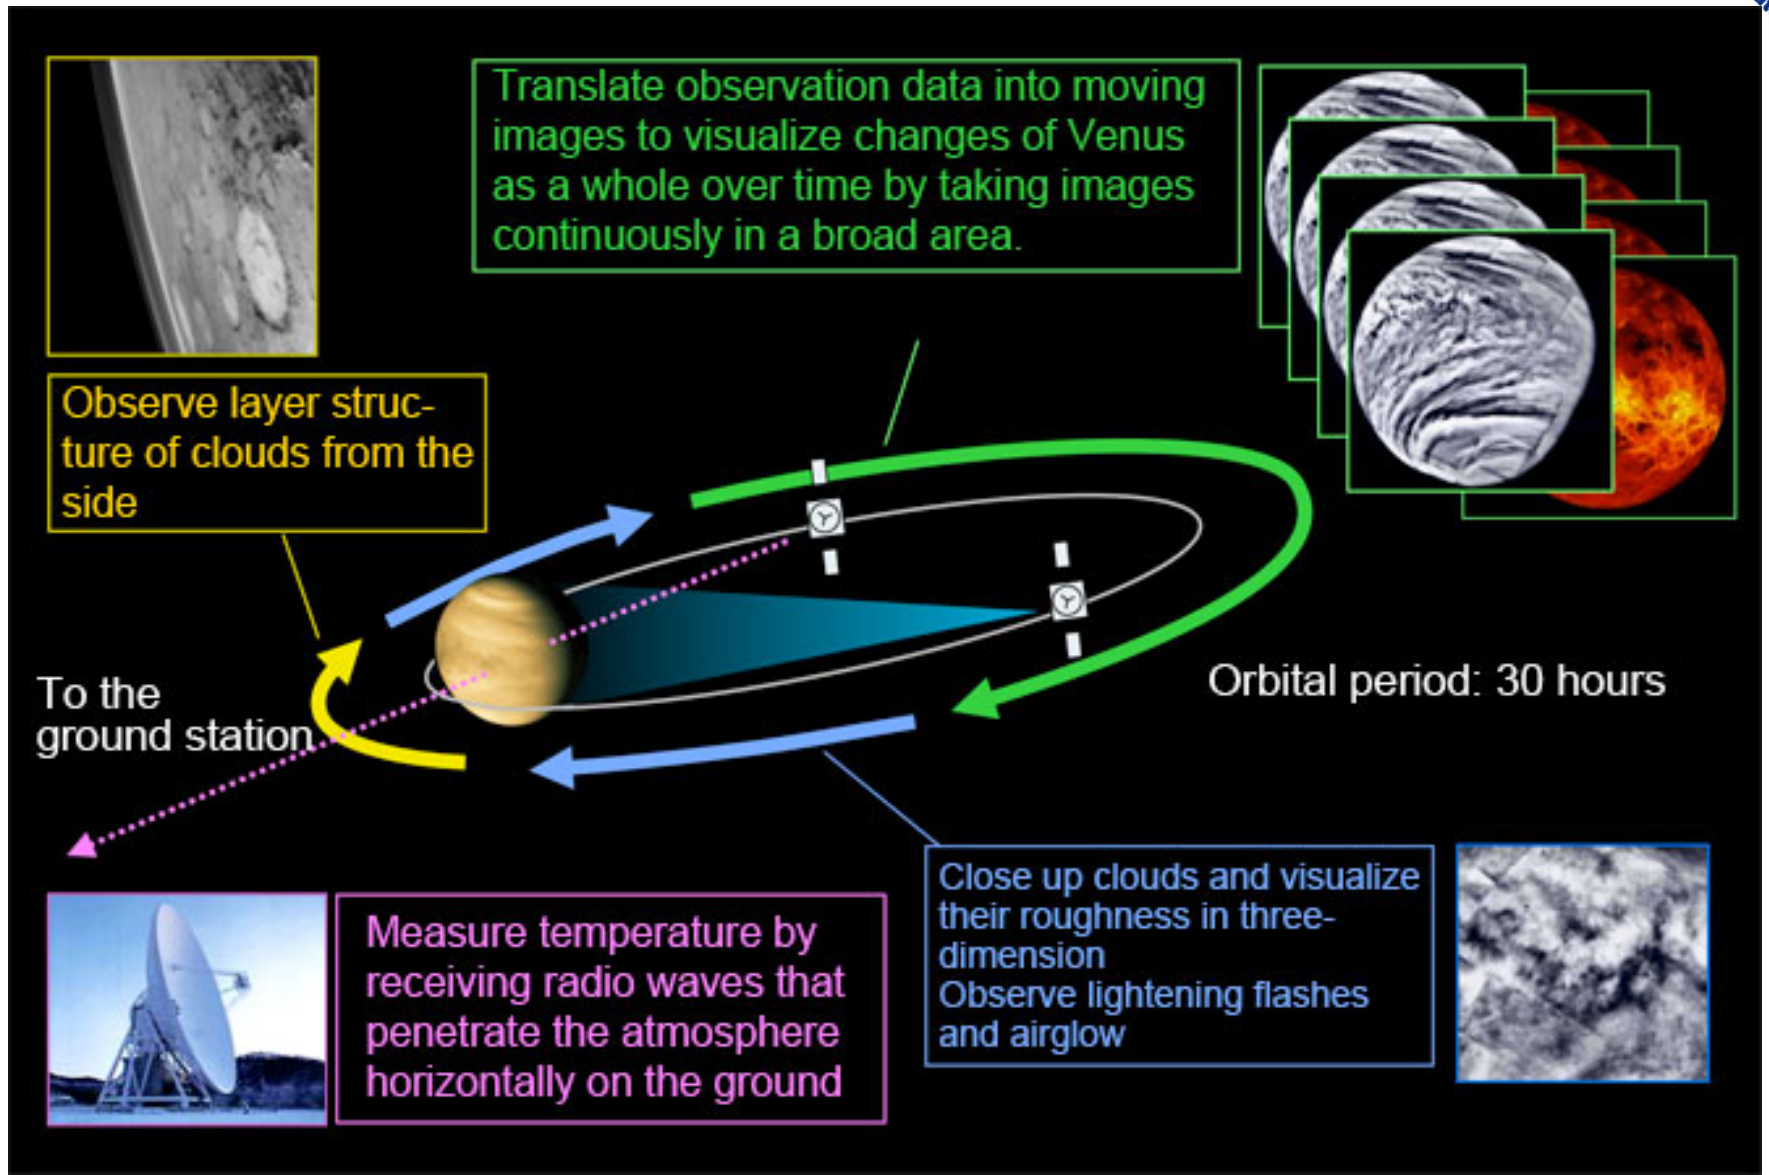 Translate observation data into moving
images to visualize changes of Venus
as a whole over time by taking images
continuously in a broad area.
Observe layer struc-
ture of clouds from the
side
To the
ground station
Orbital period: 30 hours
Measure temperature by
receiving radio waves that
penetrate the atmosphere
horizontally on the ground
Close up clouds and visualize
their roughness in three-
dimension
Observe lightening flashes
and airglow